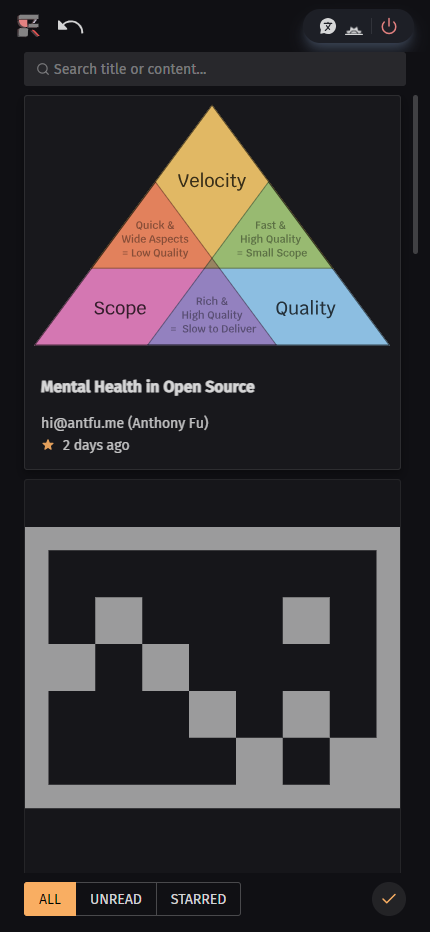 Search title or content...
Velocity
Quick &
Wide Aspects
= Low Quality
Fast &
High Quality
= Small Scope
Scope
Rich &
High Quality
= Slow to Deliver
Quality
Mental Health in Open Source
hi@antfu.me (Anthony Fu)
2 days ago
ALL
UNREAD
STARRED